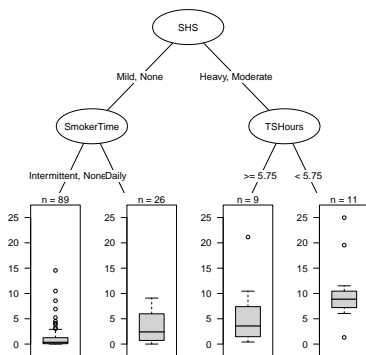 SHS
Mild, None
Heavy, Moderate
SmokerTime
TSHours
Intermittent, None
Daily
>= 5.75
< 5.75
n = 89
n = 26
n = 9
n = 11
25
20
15
10
5
0
25
20
15
10
5
0
25
20
15
10
5
0
25
20
15
10
5
0